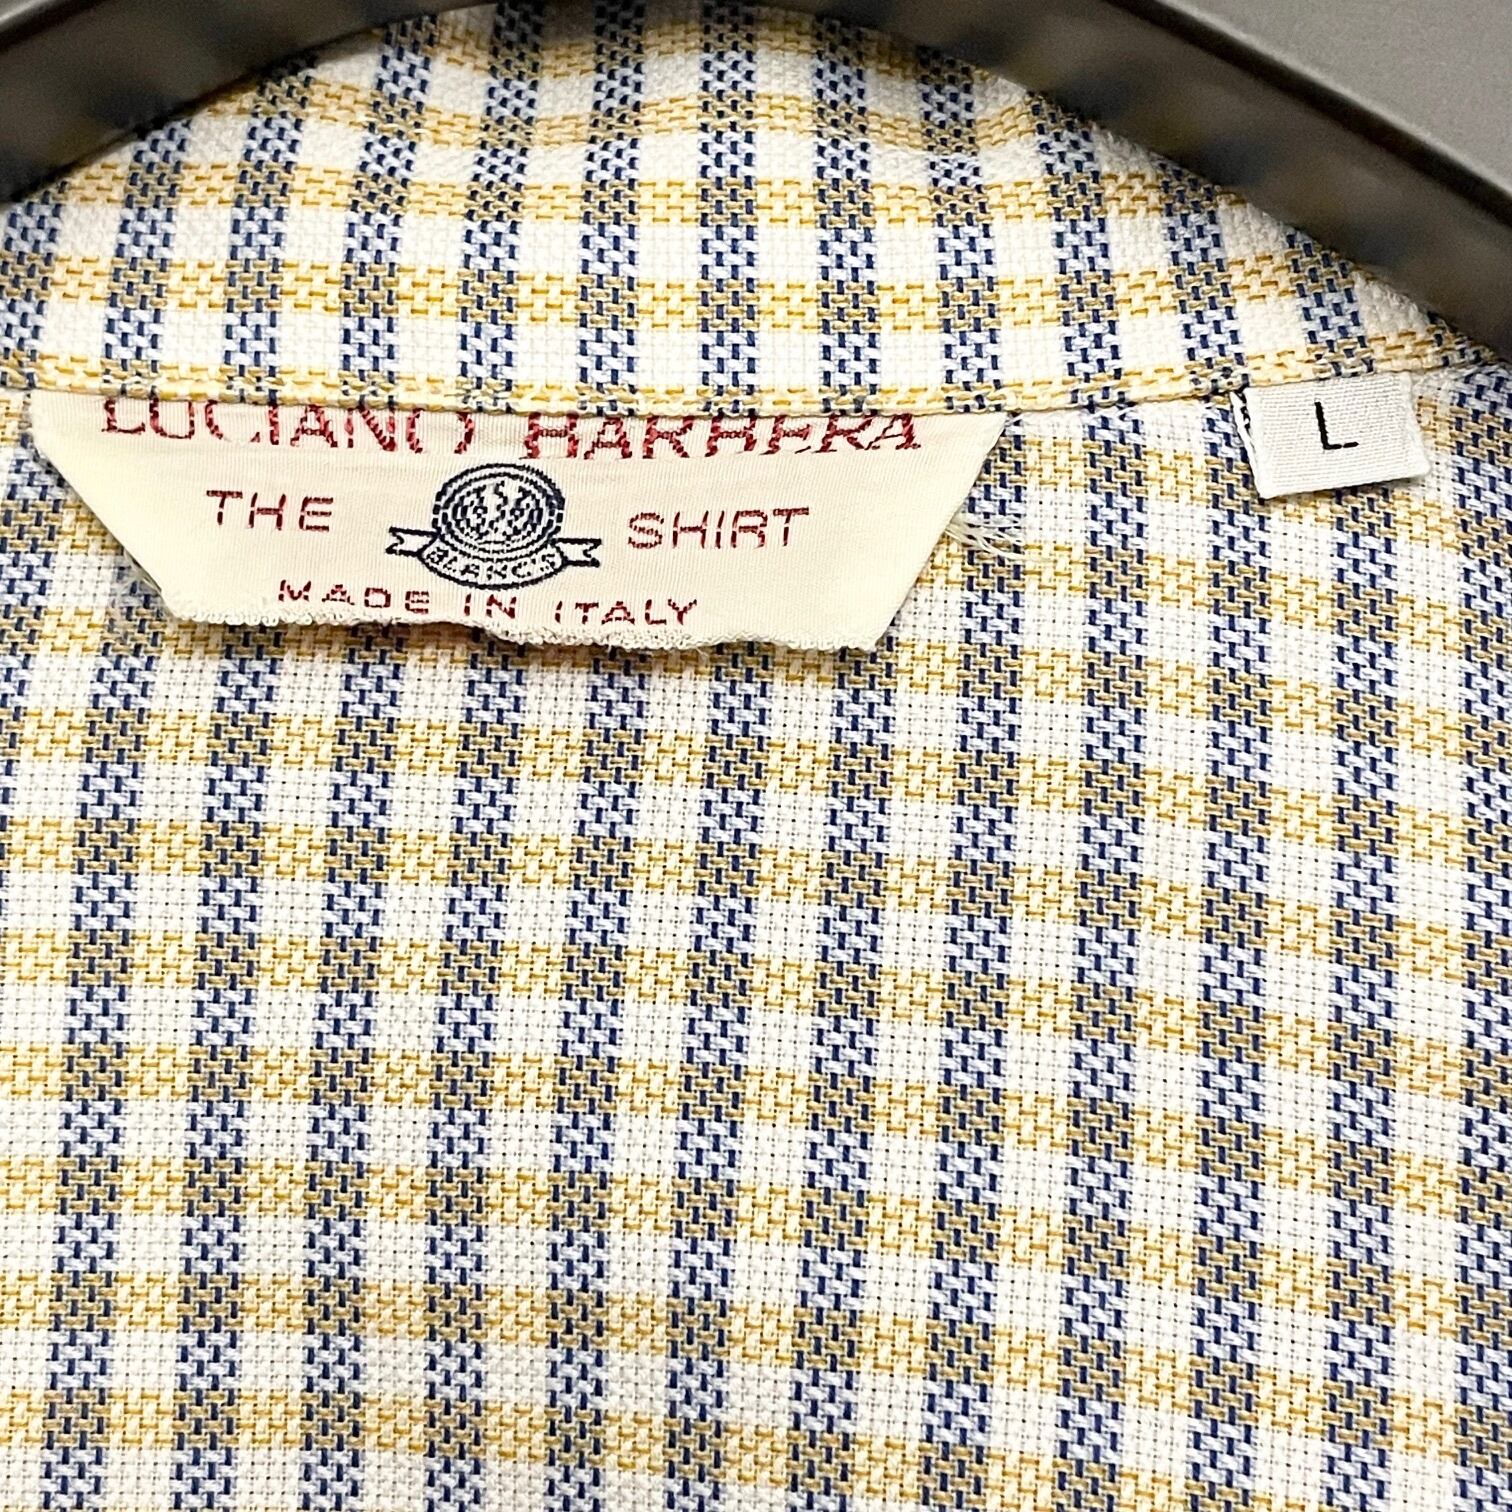 LUCIANO BARBERA
THE SHIRT
MADE IN ITALY
L